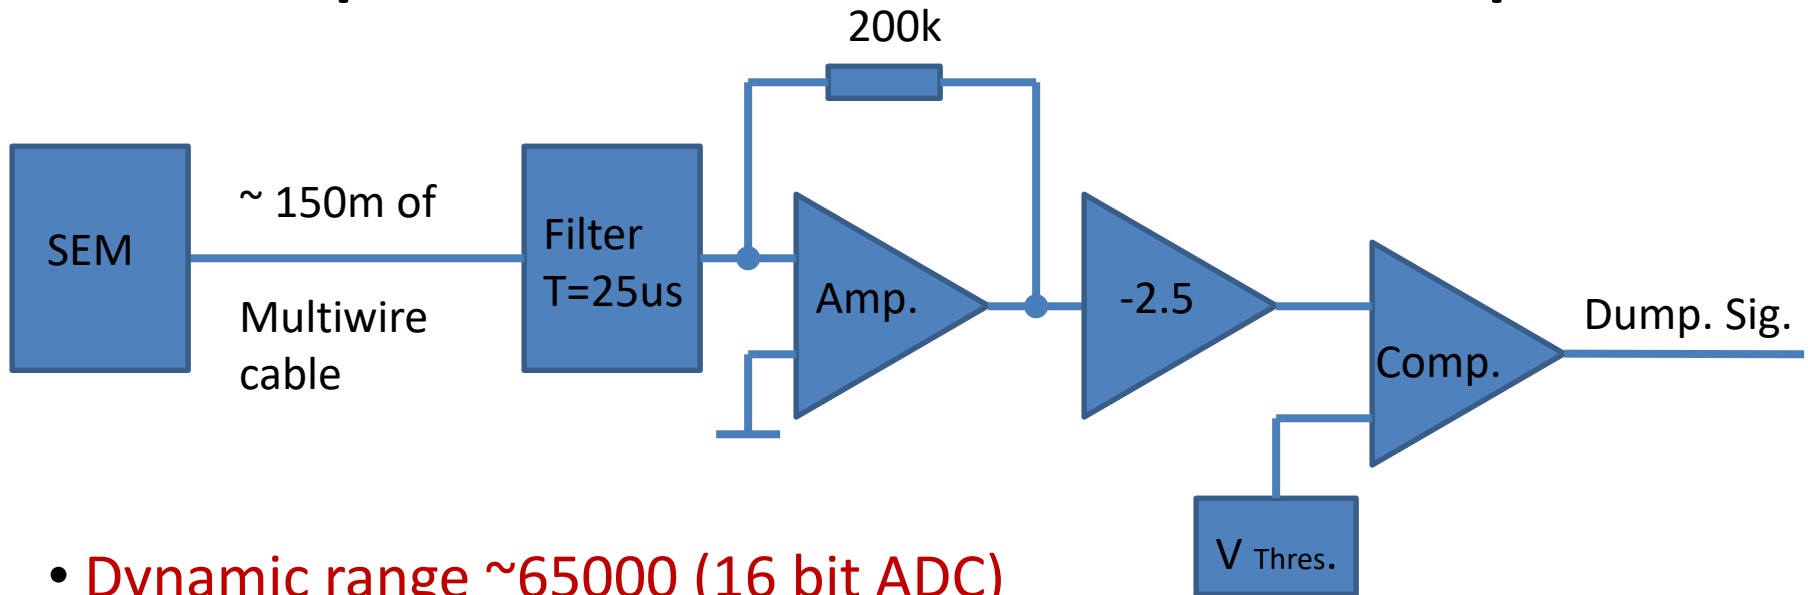 200k
SEM
~ 150m of
Multiwire
cable
Filter
T=25us
Amp.
-2.5
Comp.
Dump. Sig.
V Thres.
• Dynamic range ~65000 (16 bit ADC)